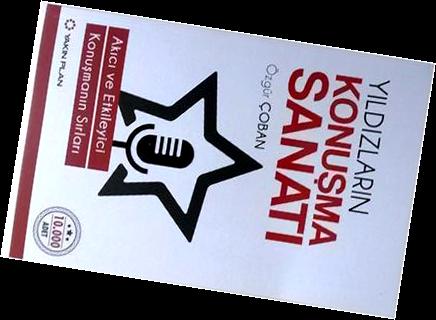 YILDIZLARIN
KONUŞMA
SANATI
Özgür ÇOBAN
Akıcı ve Etkileyici
Konuşmanın Sırları
YAKIN PLAN
10.000
ADET